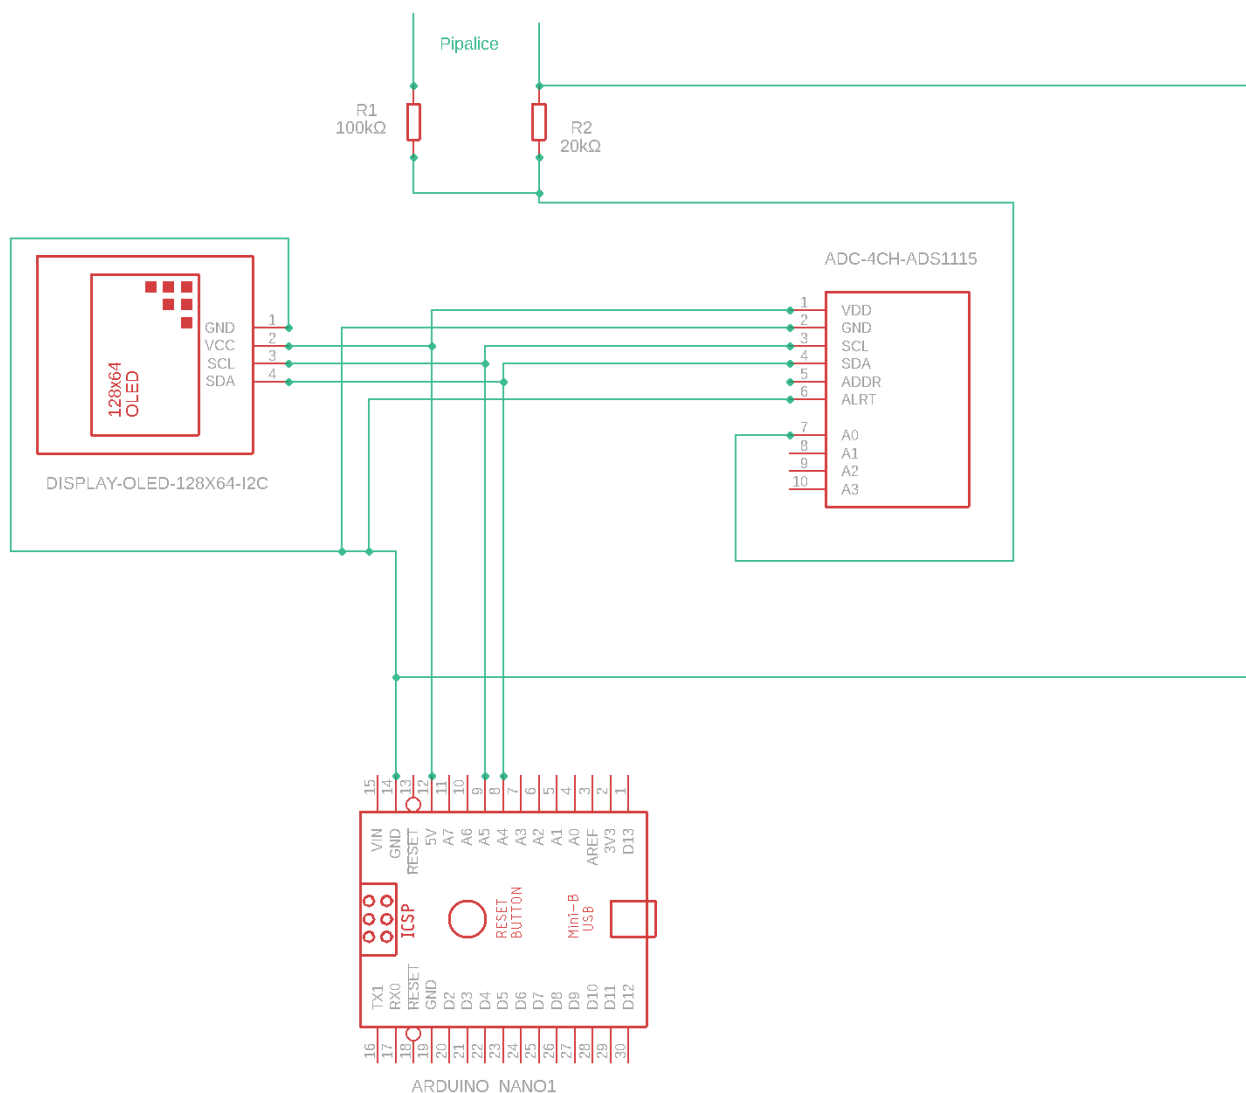 Pipalice
R1
100kΩ
R2
20kΩ
ADC-4CH-ADS1115
1 VDD
2 GND
3 SCL
4 SDA
5 ADDR
6 ALRT
7 A0
8 A1
9 A2
10 A3
GND 1
VCC 2
SCL 3
SDA 4
128x64
OLED
DISPLAY-OLED-128X64-I2C
15 14 13 12 11 10 9 8 7 6 5 4 3 2 1
VIN GND RESET 5V A7 A6 A5 A4 A3 A2 A1 A0 AREF 3V3 D13
ICSP
RESET
BUTTON
Mini-B
USB
TX1 RX0 RESET GND D2 D3 D4 D5 D6 D7 D8 D9 D10 D11 D12
16 17 18 19 20 21 22 23 24 25 26 27 28 29 30
ARDUINO_NANO1